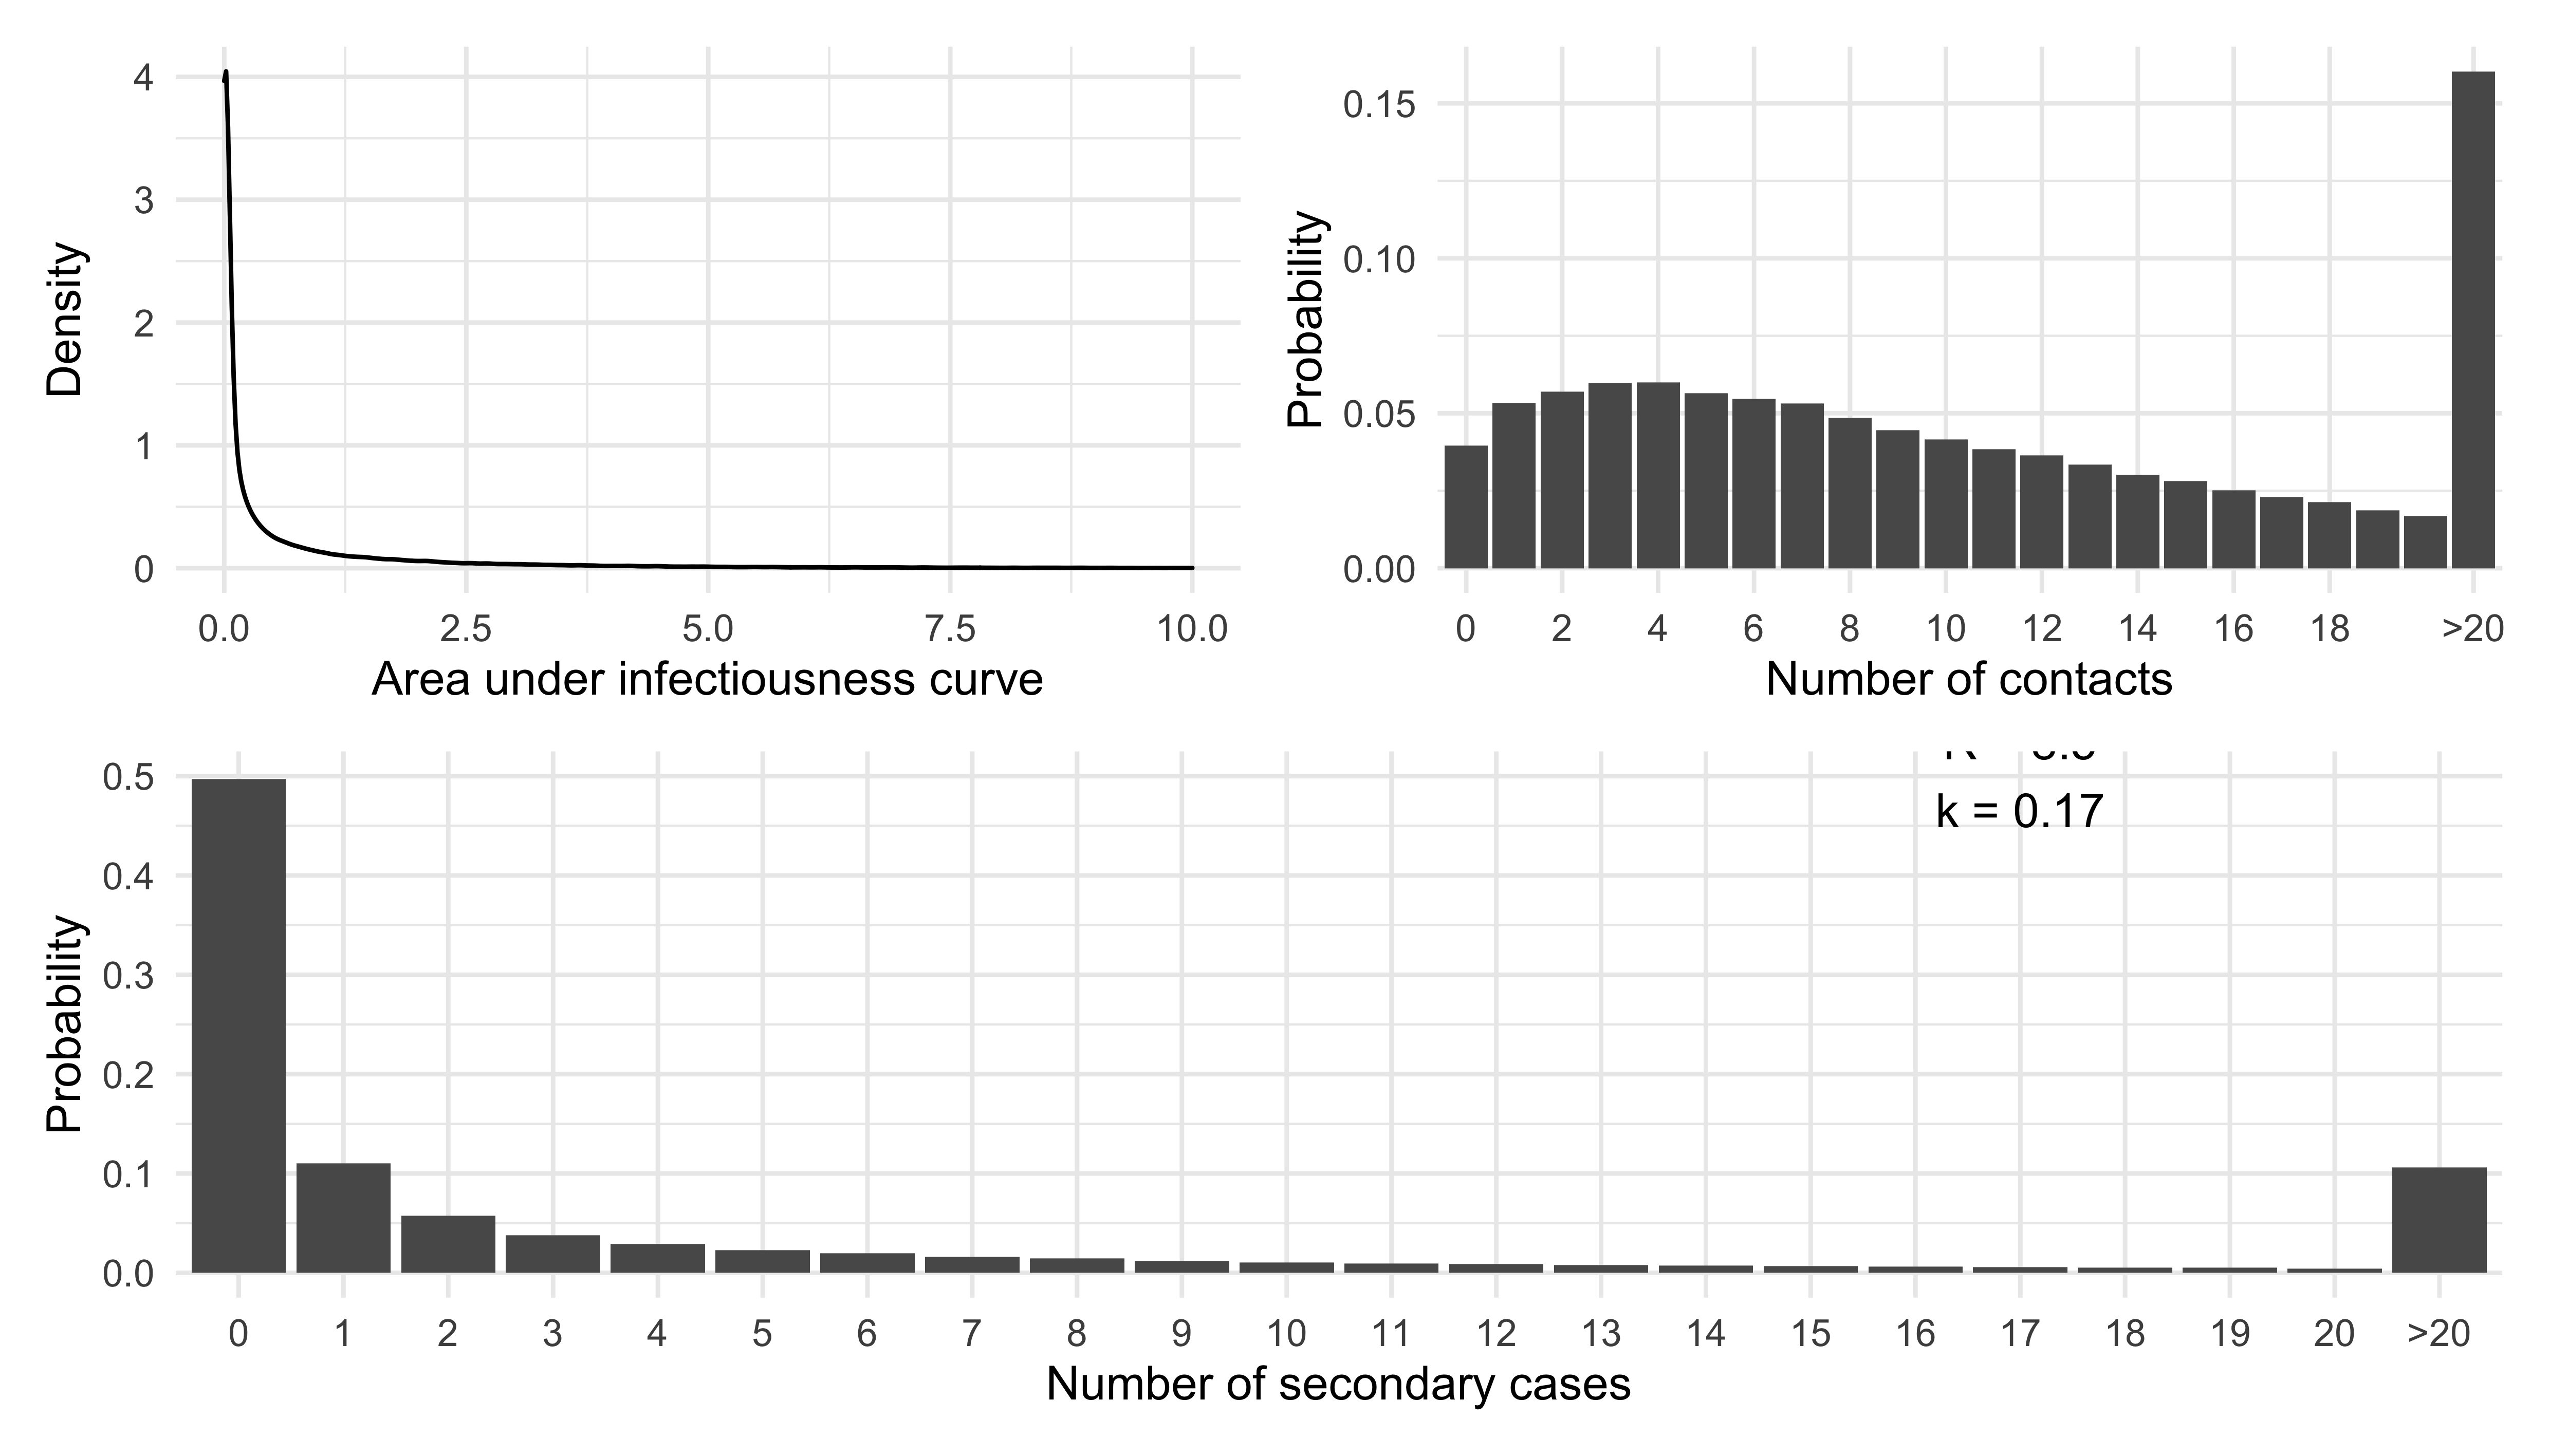 4
3
2
1
0
Density
0.0 2.5 5.0 7.5 10.0
Area under infectiousness curve
0.15
0.10
0.05
0.00
Probability
0 2 4 6 8 10 12 14 16 18 >20
Number of contacts
k = 0.17
0.5
0.4
0.3
0.2
0.1
0.0
Probability
0 1 2 3 4 5 6 7 8 9 10 11 12 13 14 15 16 17 18 19 20 >20
Number of secondary cases